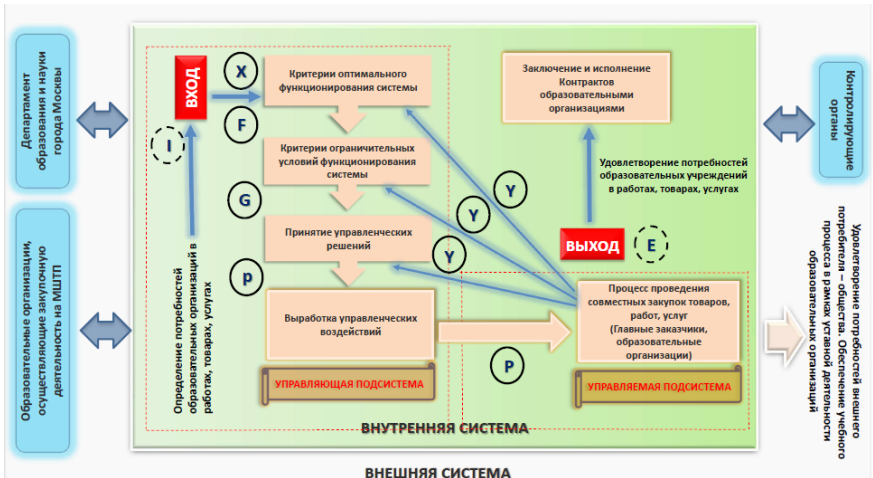 Департамент
образования и науки
города Москвы
Образовательные организации,
осуществляющие закупочную
деятельность на МШТП
ВХОД
X
F
I
G
p
Определение потребностей
образовательных организаций в
работах, товарах, услугах
Критерии оптимального
функционирования системы
Критерии ограничительных
условий функционирования
системы
Принятие управленческих
решений
Выработка управленческих
воздействий
УПРАВЛЯЮЩАЯ ПОДСИСТЕМА
Y
Y
Y
P
Заключение и исполнение
Контрактов
образовательными
организациями
Удовлетворение потребностей
образовательных учреждений
в работах, товарах, услугах
ВЫХОД
E
Процесс проведения
совместных закупок товаров,
работ, услуг
(Главные заказчики,
образовательные
организации)
УПРАВЛЯЕМАЯ ПОДСИСТЕМА
ВНУТРЕННЯЯ СИСТЕМА
ВНЕШНЯЯ СИСТЕМА
Контролирующие
органы
Удовлетворение потребностей внешнего
потребителя – общества. Обеспечение учебного
процесса в рамках уставной деятельности
образовательных организаций